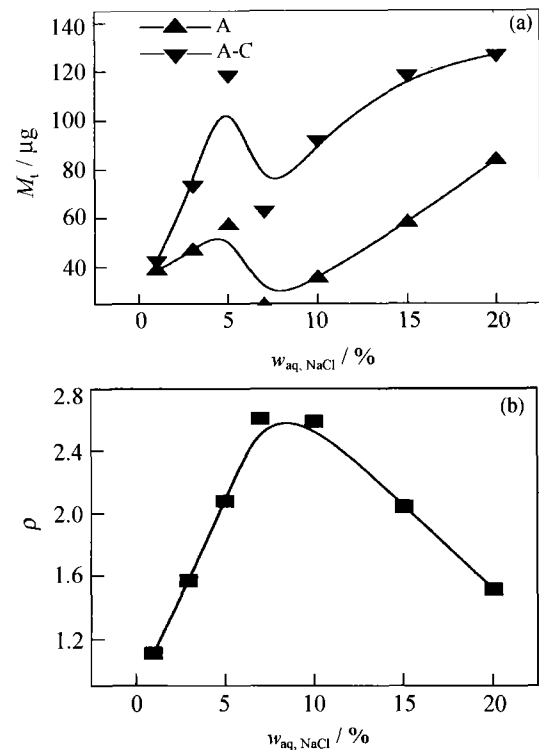 (a)
A
A-C
140
120
100
80
60
40
M_t / μg
0 5 10 15 20
w_aq, NaCl / %
(b)
2.8
2.4
2.0
1.6
1.2
ρ
0 5 10 15 20
w_aq, NaCl / %